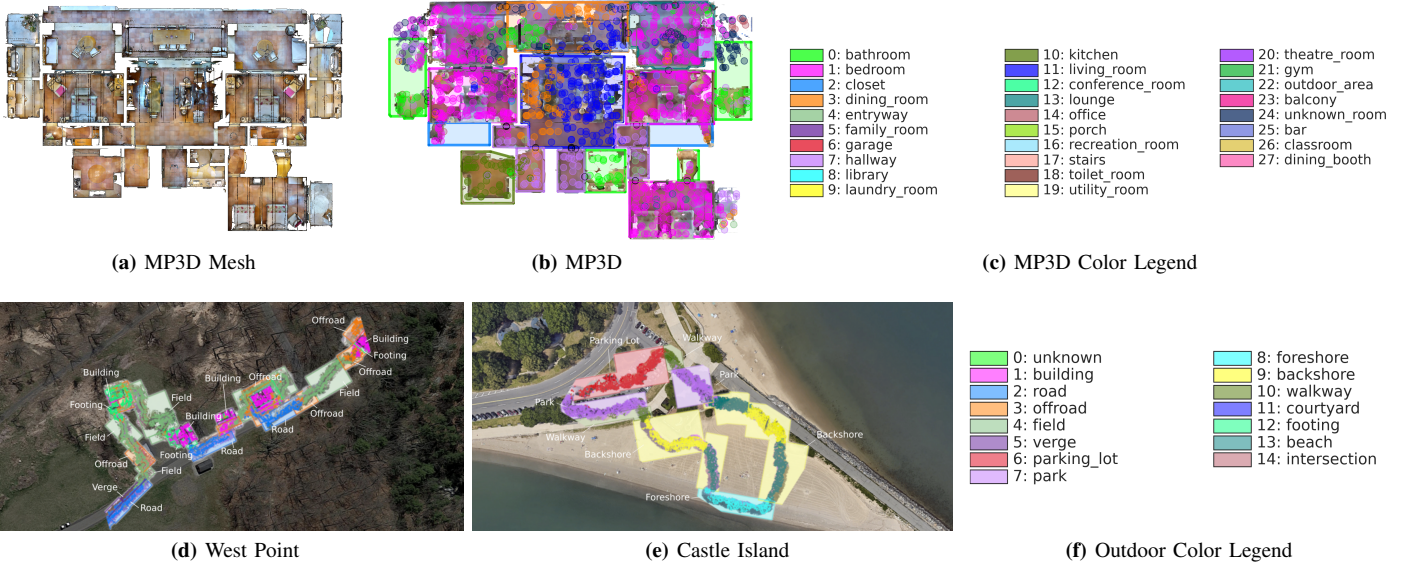 0: bathroom
1: bedroom
2: closet
3: dining_room
4: entryway
5: family_room
6: garage
7: hallway
8: library
9: laundry_room
10: kitchen
11: living_room
12: conference_room
13: lounge
14: office
15: porch
16: recreation_room
17: stairs
18: toilet_room
19: utility_room
20: theatre_room
21: gym
22: outdoor_area
23: balcony
24: unknown_room
25: bar
26: classroom
27: dining_booth
(a) MP3D Mesh
(b) MP3D
(c) MP3D Color Legend
Offroad
Building
Footing
Offroad
Field
Offroad
Building
Offroad
Building
Road
Road
Building
Footing
Field
Field
Footing
Offroad
Field
Verge
Road
Parking Lot
Walkway
Park
Park
Walkway
Backshore
Backshore
Foreshore
0: unknown
1: building
2: road
3: offroad
4: field
5: verge
6: parking_lot
7: park
8: foreshore
9: backshore
10: walkway
11: courtyard
12: footing
13: beach
14: intersection
(d) West Point
(e) Castle Island
(f) Outdoor Color Legend